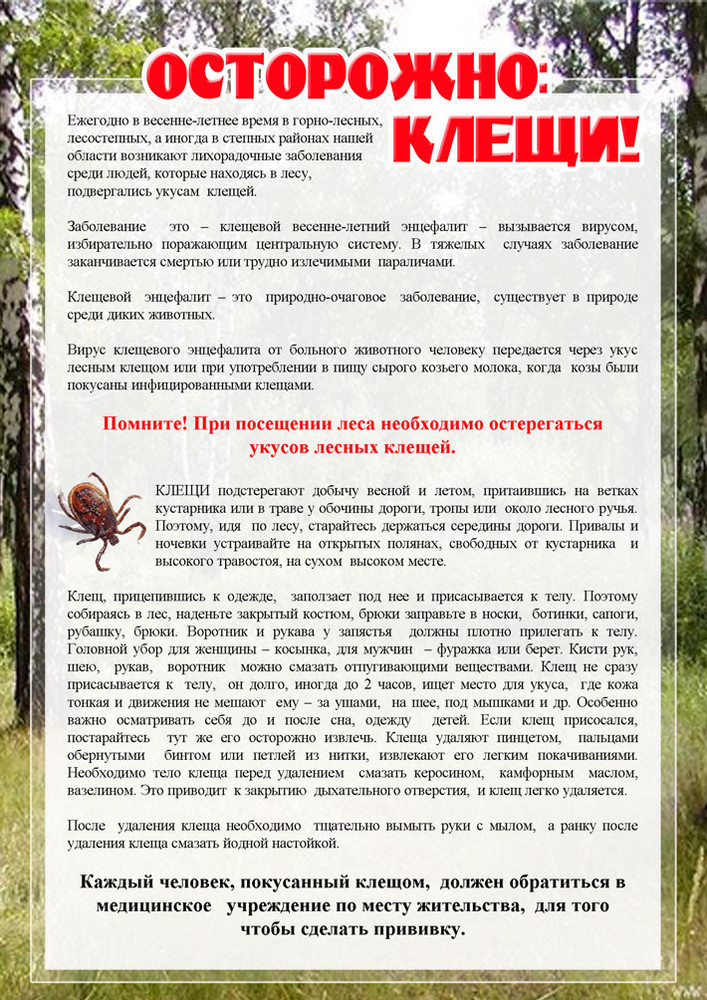 ОСТОРОЖНО:
КЛЕЩИ!
Ежегодно в весенне-летнее время в горно-лесных,
лесостепных, а иногда в степных районах нашей
области возникают лихорадочные заболевания
среди людей, которые находясь в лесу,
подвергались укусам клещей.
Заболевание это – клещевой весенне-летний энцефалит – вызывается вирусом,
избирательно поражающим центральную систему. В тяжелых случаях заболевание
заканчивается смертью или трудно излечимыми параличами.
Клещевой энцефалит – это природно-очаговое заболевание, существует в природе
среди диких животных.
Вирус клещевого энцефалита от больного животного человеку передается через укус
лесным клещом или при употреблении в пищу сырого козьего молока, когда козы были
покусаны инфицированными клещами.
Помните! При посещении леса необходимо остерегаться
укусов лесных клещей.
КЛЕЩИ подстерегают добычу весной и летом, притаившись на ветках
кустарника или в траве у обочины дороги, тропы или около лесного ручья.
Поэтому, идя по лесу, старайтесь держаться середины дороги. Привалы и
ночевки устраивайте на открытых полянах, свободных от кустарника и
высокого травостоя, на сухом высоком месте.
Клещ, прицепившись к одежде, заползает под нее и присасывается к телу. Поэтому
собираясь в лес, наденьте закрытый костюм, брюки заправьте в носки, ботинки, сапоги,
рубашку, брюки. Воротник и рукава у запястья должны плотно прилегать к телу.
Головной убор для женщины – косынка, для мужчин – фуражка или берет. Кисти рук,
шею, рукав, воротник можно смазать отпугивающими веществами. Клещ не сразу
присасывается к телу, он долго, иногда до 2 часов, ищет место для укуса, где кожа
тонкая и движения не мешают ему – за ушами, на шее, под мышками и др. Особенно
важно осматривать себя до и после сна, одежду детей. Если клещ присосался,
постарайтесь тут же его осторожно извлечь. Клеща удаляют пинцетом, пальцами
обернутыми бинтом или петлей из нитки, извлекают его легким покачиваниями.
Необходимо тело клеща перед удалением смазать керосином, камфорным маслом,
вазелином. Это приводит к закрытию дыхательного отверстия, и клещ легко удаляется.
После удаления клеща необходимо тщательно вымыть руки с мылом, а ранку после
удаления клеща смазать йодной настойкой.
Каждый человек, покусанный клещом, должен обратиться в
медицинское учреждение по месту жительства, для того
чтобы сделать прививку.